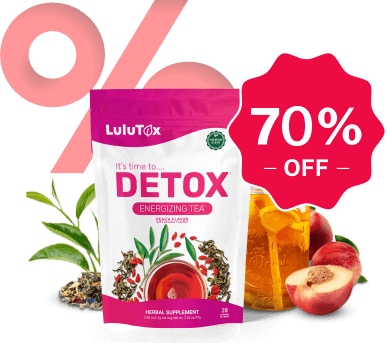 %
LuluTox
It's time to....
DETOX
ENERGIZING TEA*
PEACH FLAVOR
HERBAL SUPPLEMENT
28
70%
- OFF -